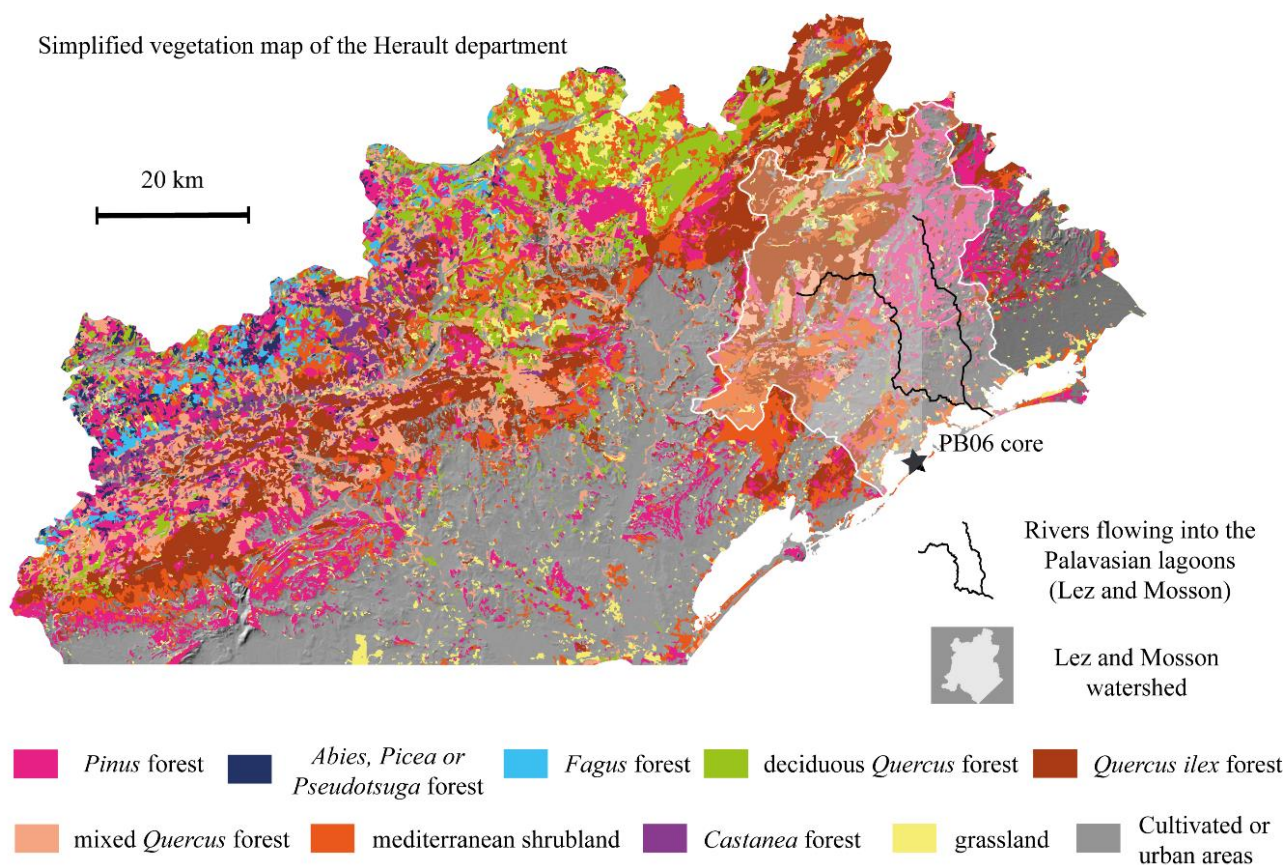 Simplified vegetation map of the Herault department
20 km
PB06 core
Rivers flowing into the
Palavasian lagoons
(Lez and Mosson)
Lez and Mosson
watershed
Pinus forest
Abies, Picea or
Pseudotsuga forest
Fagus forest
deciduous Quercus forest
Quercus ilex forest
mixed Quercus forest
mediterranean shrubland
Castanea forest
grassland
Cultivated or
urban areas